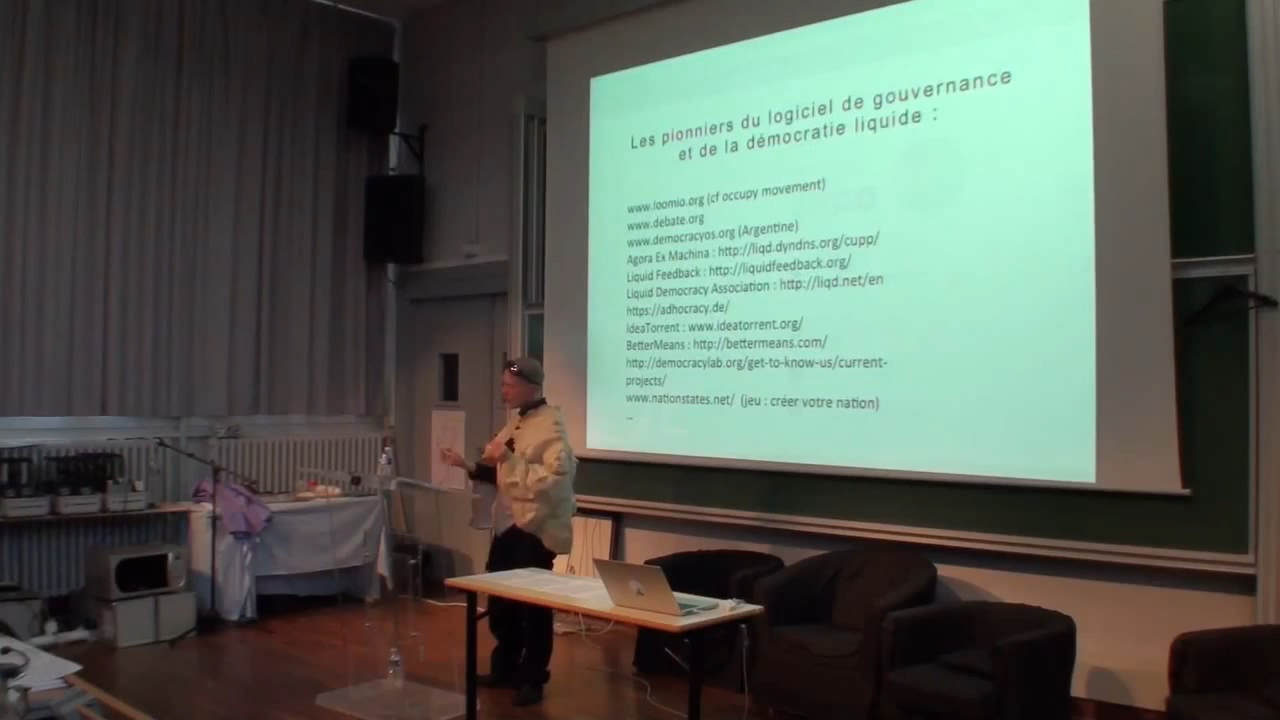 Les pionniers du logiciel de gouvernance
et de la démocratie liquide :
www.loomio.org (cf occupy movement)
www.debate.org
www.democracyos.org (Argentine)
Agora Ex Machina : http://liqd.dyndns.org/cupp/
Liquid Feedback : http://liquidfeedback.org/
Liquid Democracy Association : http://liqd.net/en
https://adhocracy.de/
IdeaTorrent : www.ideatorrent.org/
BetterMeans : http://bettermeans.com/
http://democracylab.org/get-to-know-us/current-
projects/
www.nationstates.net/ (jeu : créer votre nation)
...